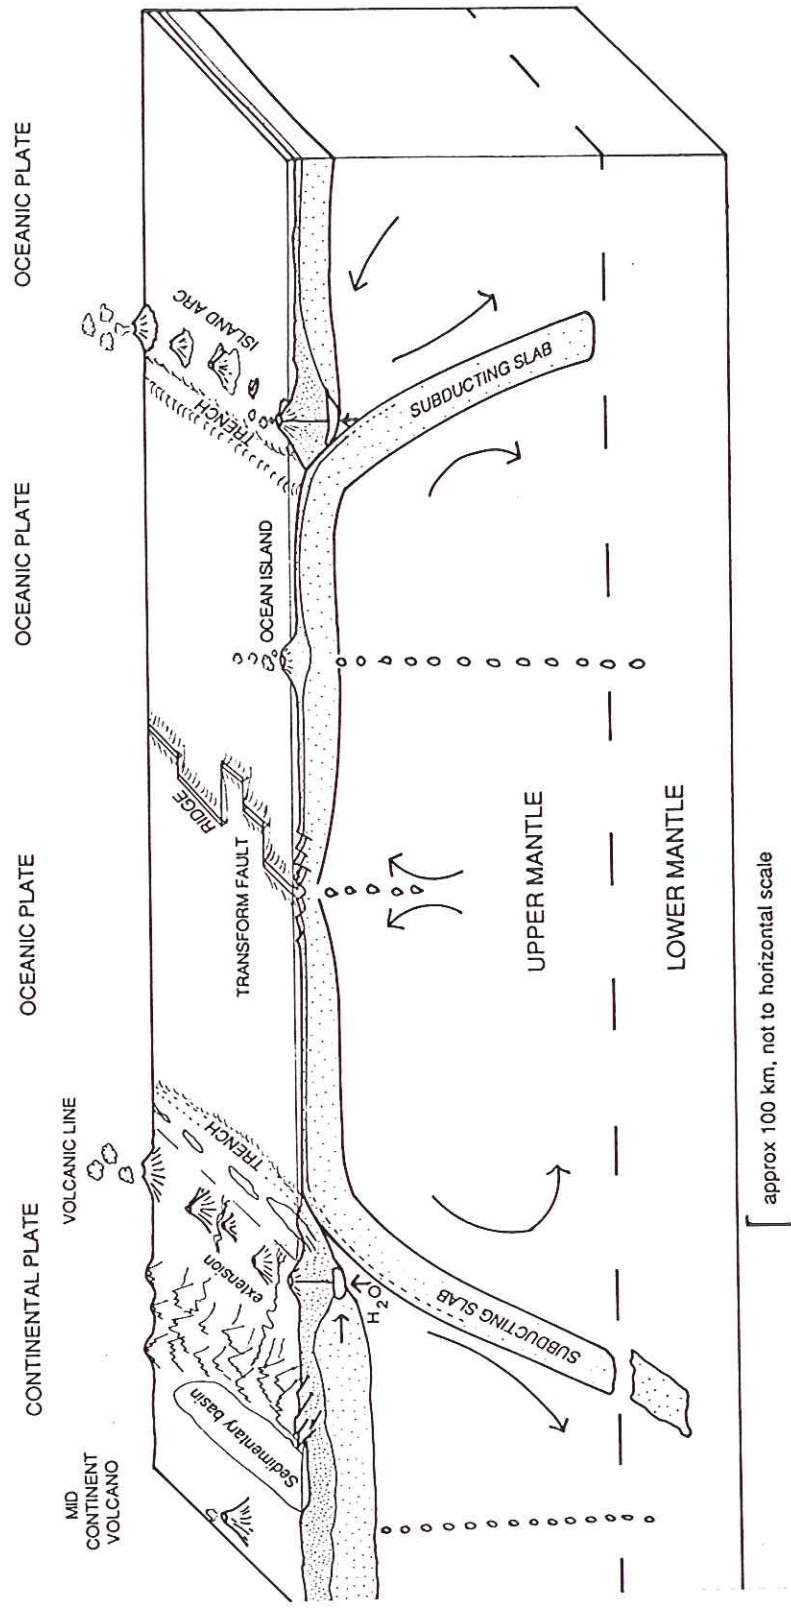 CONTINENTAL PLATE
OCEANIC PLATE
OCEANIC PLATE
OCEANIC PLATE
MID
CONTINENT
VOLCANO
VOLCANIC LINE
Sedimentary basin
extension
TRENCH
RIDGE
TRANSFORM FAULT
OCEAN ISLAND
TRENCH
ISLAND ARC
H2O
SUBDUCTING SLAB
SUBDUCTING SLAB
UPPER MANTLE
LOWER MANTLE
approx 100 km, not to horizontal scale